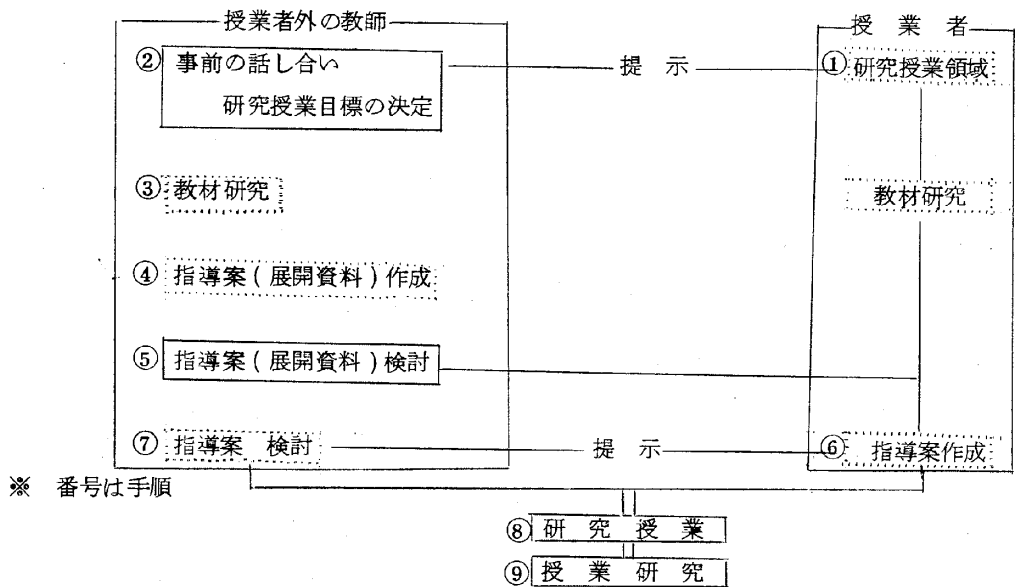 授業者外の教師
授業者
② 事前の話し合い
提示
① 研究授業領域
研究授業目標の決定
③ 教材研究
教材研究
④ 指導案(展開資料)作成
⑤ 指導案(展開資料)検討
⑦ 指導案 検討
提示
⑥ 指導案作成
※ 番号は手順
⑧ 研究授業
⑨ 授業研究